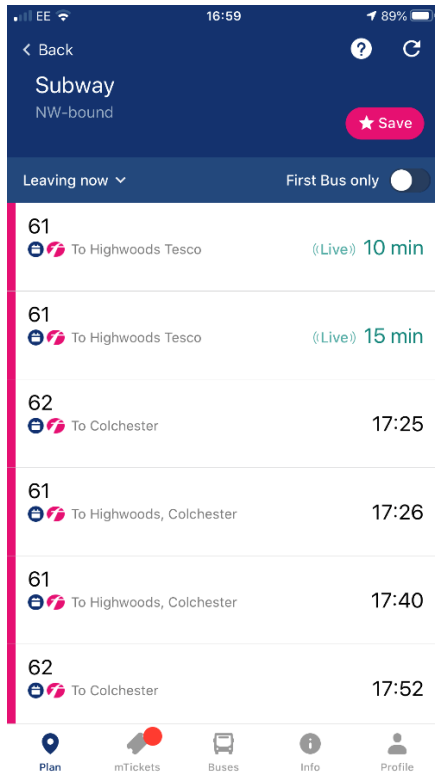 EE 16:59 89%
Back ?
Subway
NW-bound
Save
Leaving now First Bus only
61
To Highwoods Tesco ((Live)) 10 min
61
To Highwoods Tesco ((Live)) 15 min
62
To Colchester 17:25
61
To Highwoods, Colchester 17:26
61
To Highwoods, Colchester 17:40
62
To Colchester 17:52
Plan mTickets Buses Info Profile